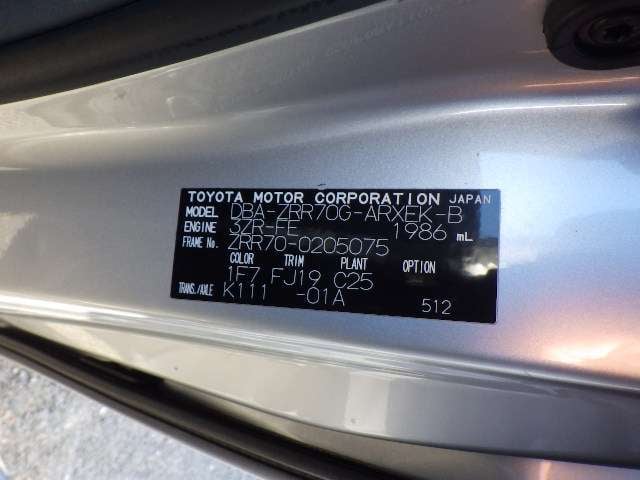 TOYOTA MOTOR CORPORATION JAPAN
MODEL DBA-ZRR70G-ARXEK-B
ENGINE 3ZR-FE 1986 mL
FRAME No. ZRR70-0205075
COLOR TRIM PLANT OPTION
1F7 FJ19 C25
TRANS./AXLE K111 -01A 512